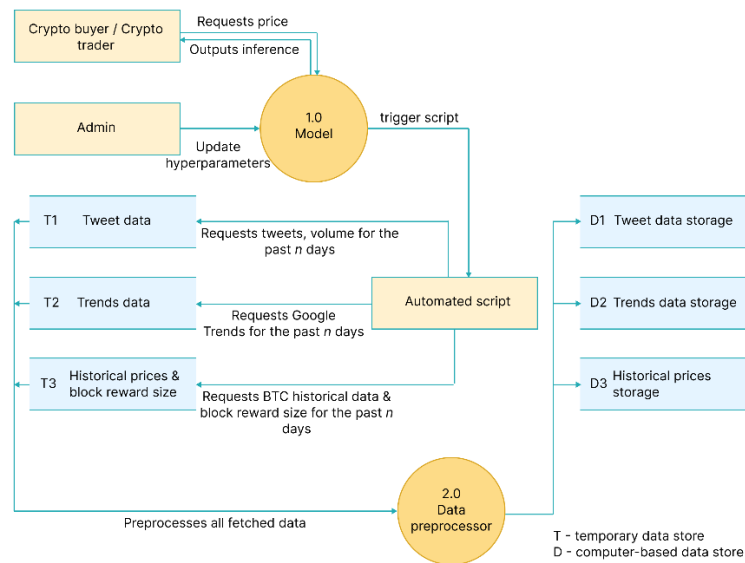 Crypto buyer / Crypto
trader
Requests price
Outputs inference
Admin
Update
hyperparameters
1.0
Model
trigger script
T1 Tweet data
Requests tweets, volume for the
past n days
T2 Trends data
Requests Google
Trends for the past n days
Automated script
T3 Historical prices &
block reward size
Requests BTC historical data &
block reward size for the past n
days
D1 Tweet data storage
D2 Trends data storage
D3 Historical prices
storage
Preprocesses all fetched data
2.0
Data
preprocessor
T - temporary data store
D - computer-based data store